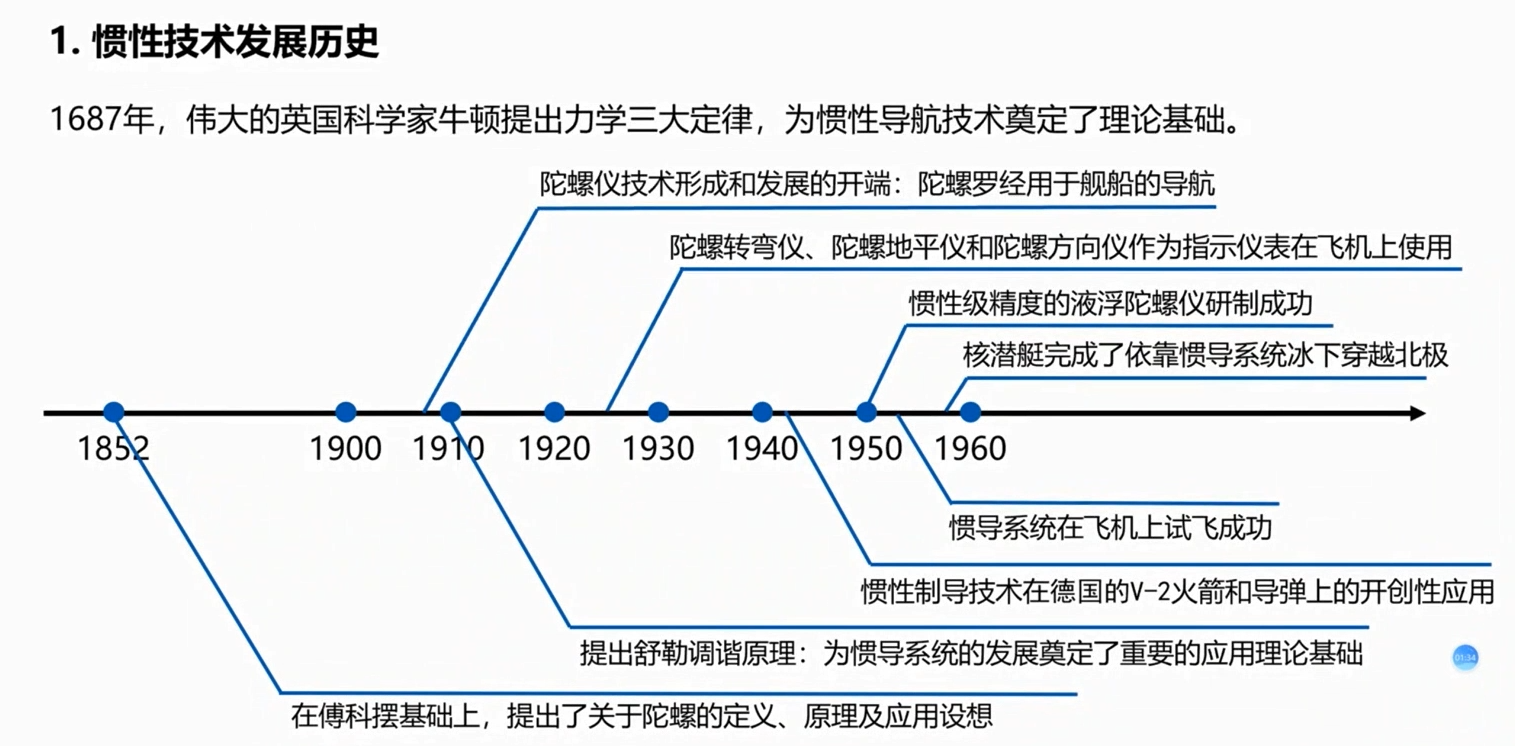 1. 惯性技术发展历史
1687年，伟大的英国科学家牛顿提出力学三大定律，为惯性导航技术奠定了理论基础。
陀螺仪技术形成和发展的开端：陀螺罗经用于舰船的导航
陀螺转弯仪、陀螺地平仪和陀螺方向仪作为指示仪表在飞机上使用
惯性级精度的液浮陀螺仪研制成功
核潜艇完成了依靠惯导系统冰下穿越北极
1852 1900 1910 1920 1930 1940 1950 1960
惯导系统在飞机上试飞成功
惯性制导技术在德国的V-2火箭和导弹上的开创性应用
提出舒勒调谐原理：为惯导系统的发展奠定了重要的应用理论基础
01:34
在傅科摆基础上，提出了关于陀螺的定义、原理及应用设想